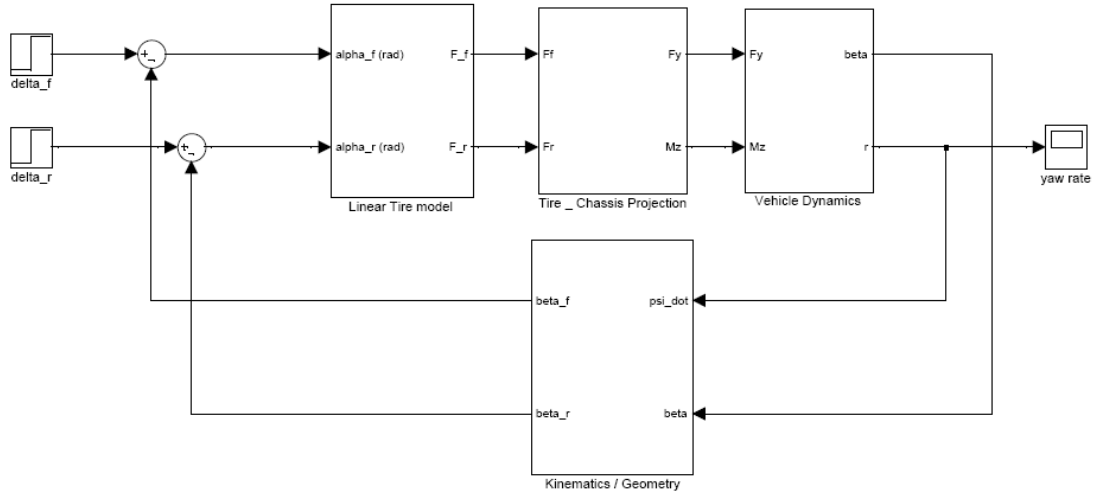 delta_f
delta_r
+
-
+
-
alpha_f (rad)
F_f
alpha_r (rad)
F_r
Linear Tire model
Ff
Fy
Fr
Mz
Tire _ Chassis Projection
Fy
beta
Mz
r
Vehicle Dynamics
yaw rate
beta_f
psi_dot
beta_r
beta
Kinematics / Geometry